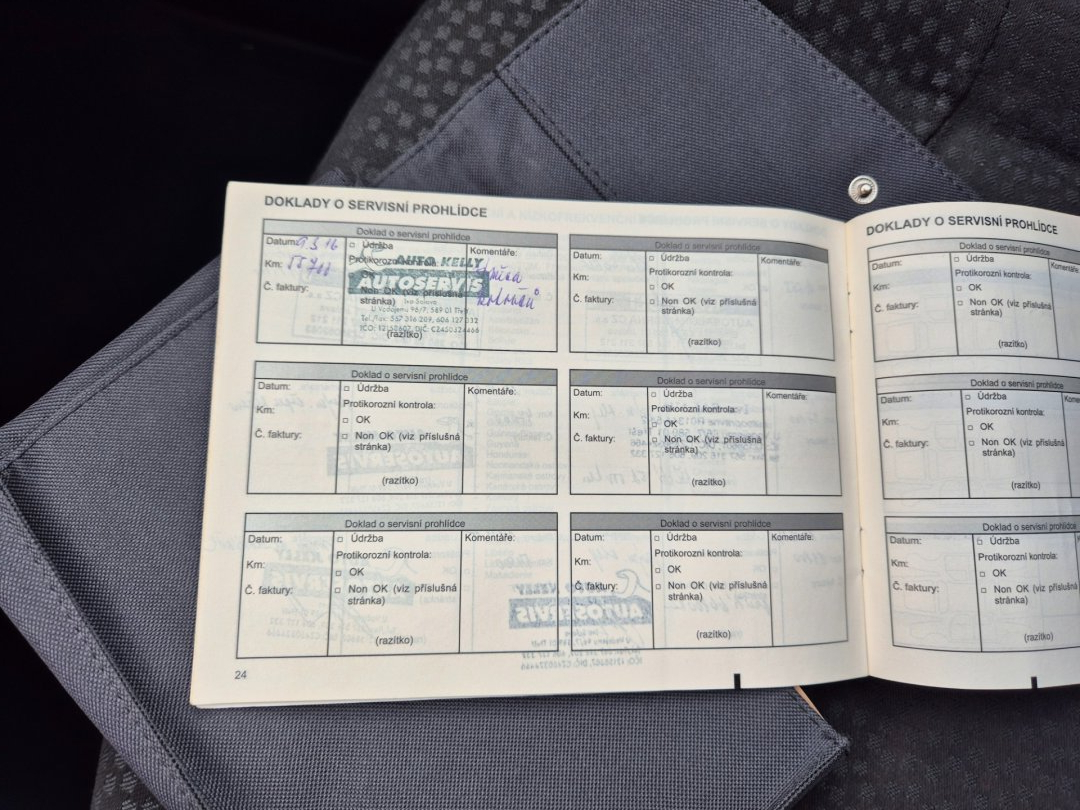 DOKLADY O SERVISNÍ PROHLÍDCE
Doklad o servisní prohlídce
Datum: 9.3.16
Km:
Č. faktury:
□ Údržba
Protikorozní kontrola:
AUTO KELLY
AUTOSERVIS
□ Non OK (viz příslušná
stránka)
Tel./fax: 567 316 209, 606 127 332
(razítko)
Komentáře:
Doklad o servisní prohlídce
Datum:
Km:
Č. faktury:
□ Údržba
Protikorozní kontrola:
□ OK
□ Non OK (viz příslušná
stránka)
(razítko)
Komentáře:
Doklad o servisní prohlídce
Datum:
Km:
Č. faktury:
□ Údržba
Protikorozní kontrola:
□ OK
□ Non OK (viz příslušná
stránka)
(razítko)
Komentáře:
Doklad o servisní prohlídce
Datum:
Km:
Č. faktury:
□ Údržba
Protikorozní kontrola:
□ OK
□ Non OK (viz příslušná
stránka)
(razítko)
Komentáře:
Doklad o servisní prohlídce
Datum:
Km:
Č. faktury:
□ Údržba
Protikorozní kontrola:
□ OK
□ Non OK (viz příslušná
stránka)
(razítko)
Komentáře:
Doklad o servisní prohlídce
Datum:
Km:
Č. faktury:
□ Údržba
Protikorozní kontrola:
□ OK
□ Non OK (viz příslušná
stránka)
(razítko)
Komentáře:
24
DOKLADY O SERVISNÍ PROHLÍDCE
Doklad o servisní prohlídce
Datum:
Km:
Č. faktury:
□ Údržba
Protikorozní kontrola:
□ OK
□ Non OK (viz příslušná
stránka)
(razítko)
Doklad o servisní prohlídce
Datum:
Km:
Č. faktury:
□ Údržba
Protikorozní kontrola:
□ OK
□ Non OK (viz příslušná
stránka)
(razítko)
Doklad o servisní prohlídce
Datum:
Km:
Č. faktury:
□ Údržba
Protikorozní kontrola:
□ OK
□ Non OK (viz příslušná
stránka)
(razítko)